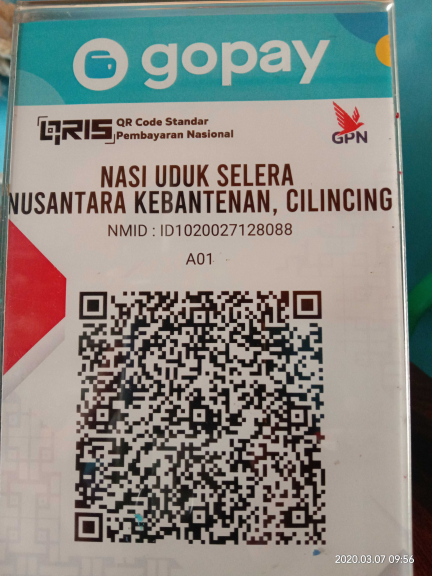 gopay
QRIS QR Code Standar
Pembayaran Nasional
GPN
NASI UDUK SELERA
NUSANTARA KEBANTENAN, CILINCING
NMID : ID1020027128088
A01
2020.03.07 09:56